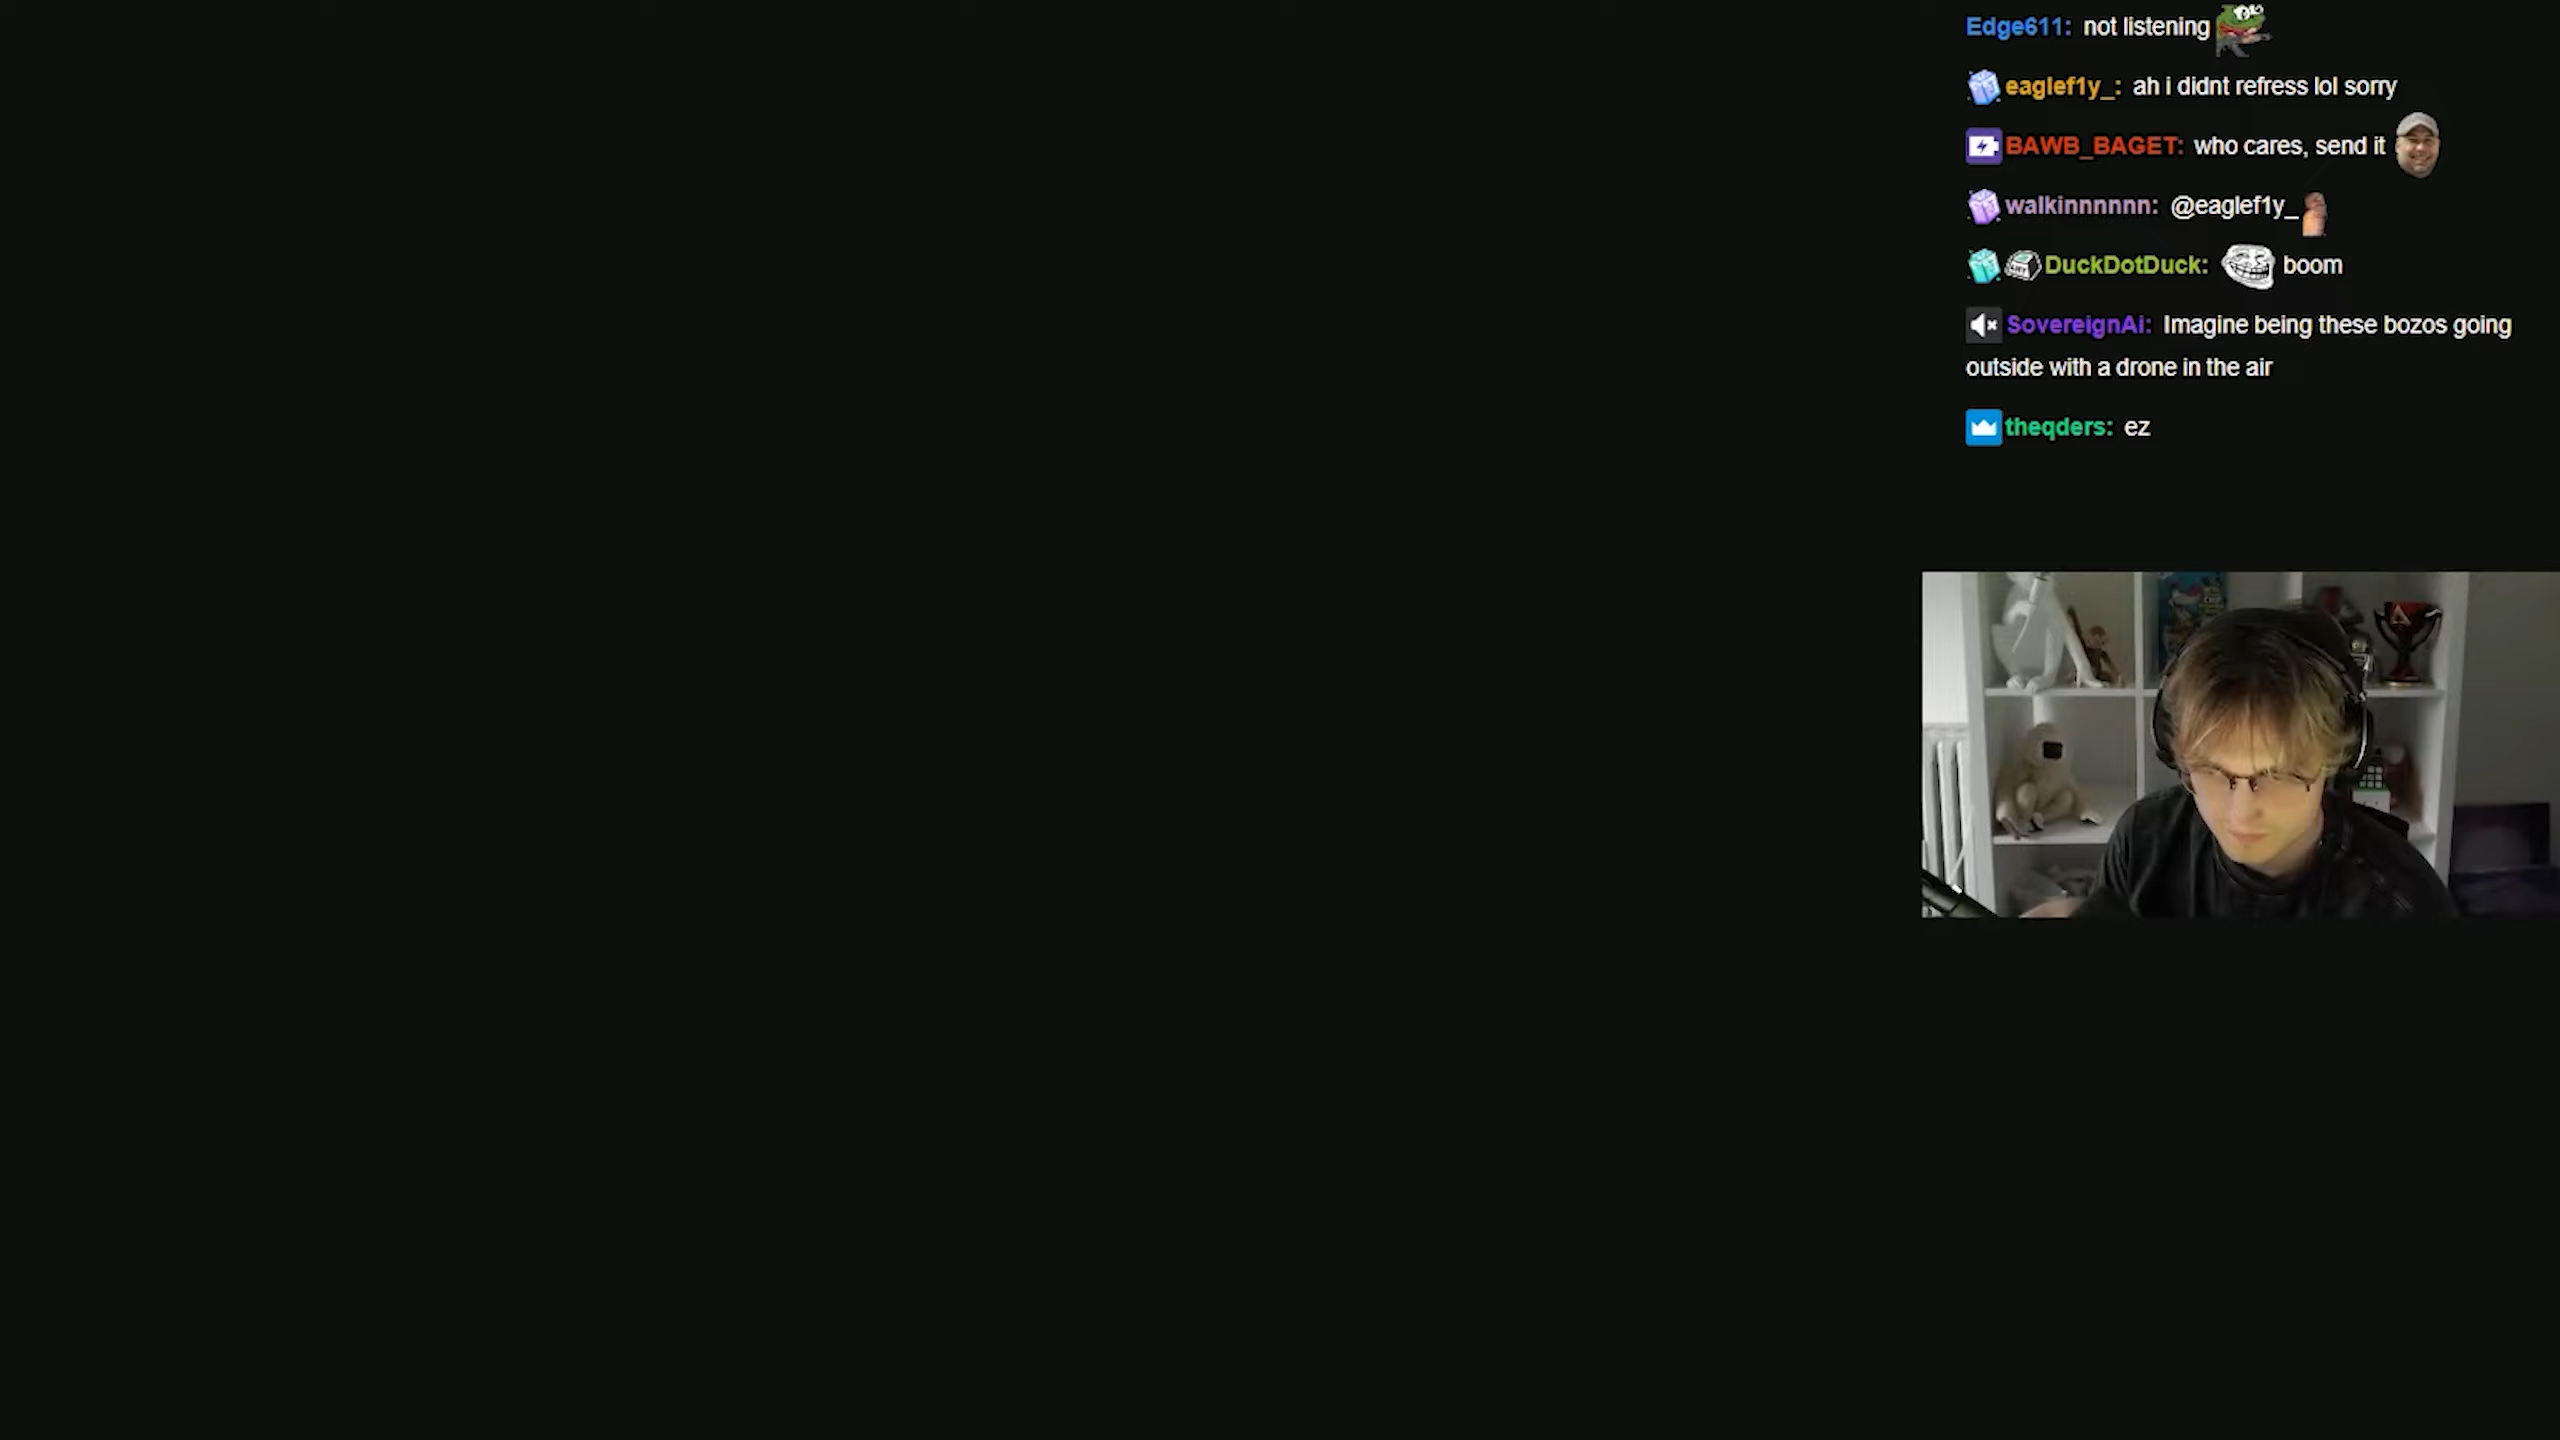 Edge611: not listening
eaglef1y_: ah i didnt refress lol sorry
BAWB_BAGET: who cares, send it
walkinnnnnn: @eaglef1y_
DuckDotDuck: boom
SovereignAi: Imagine being these bozos going
outside with a drone in the air
theqders: ez